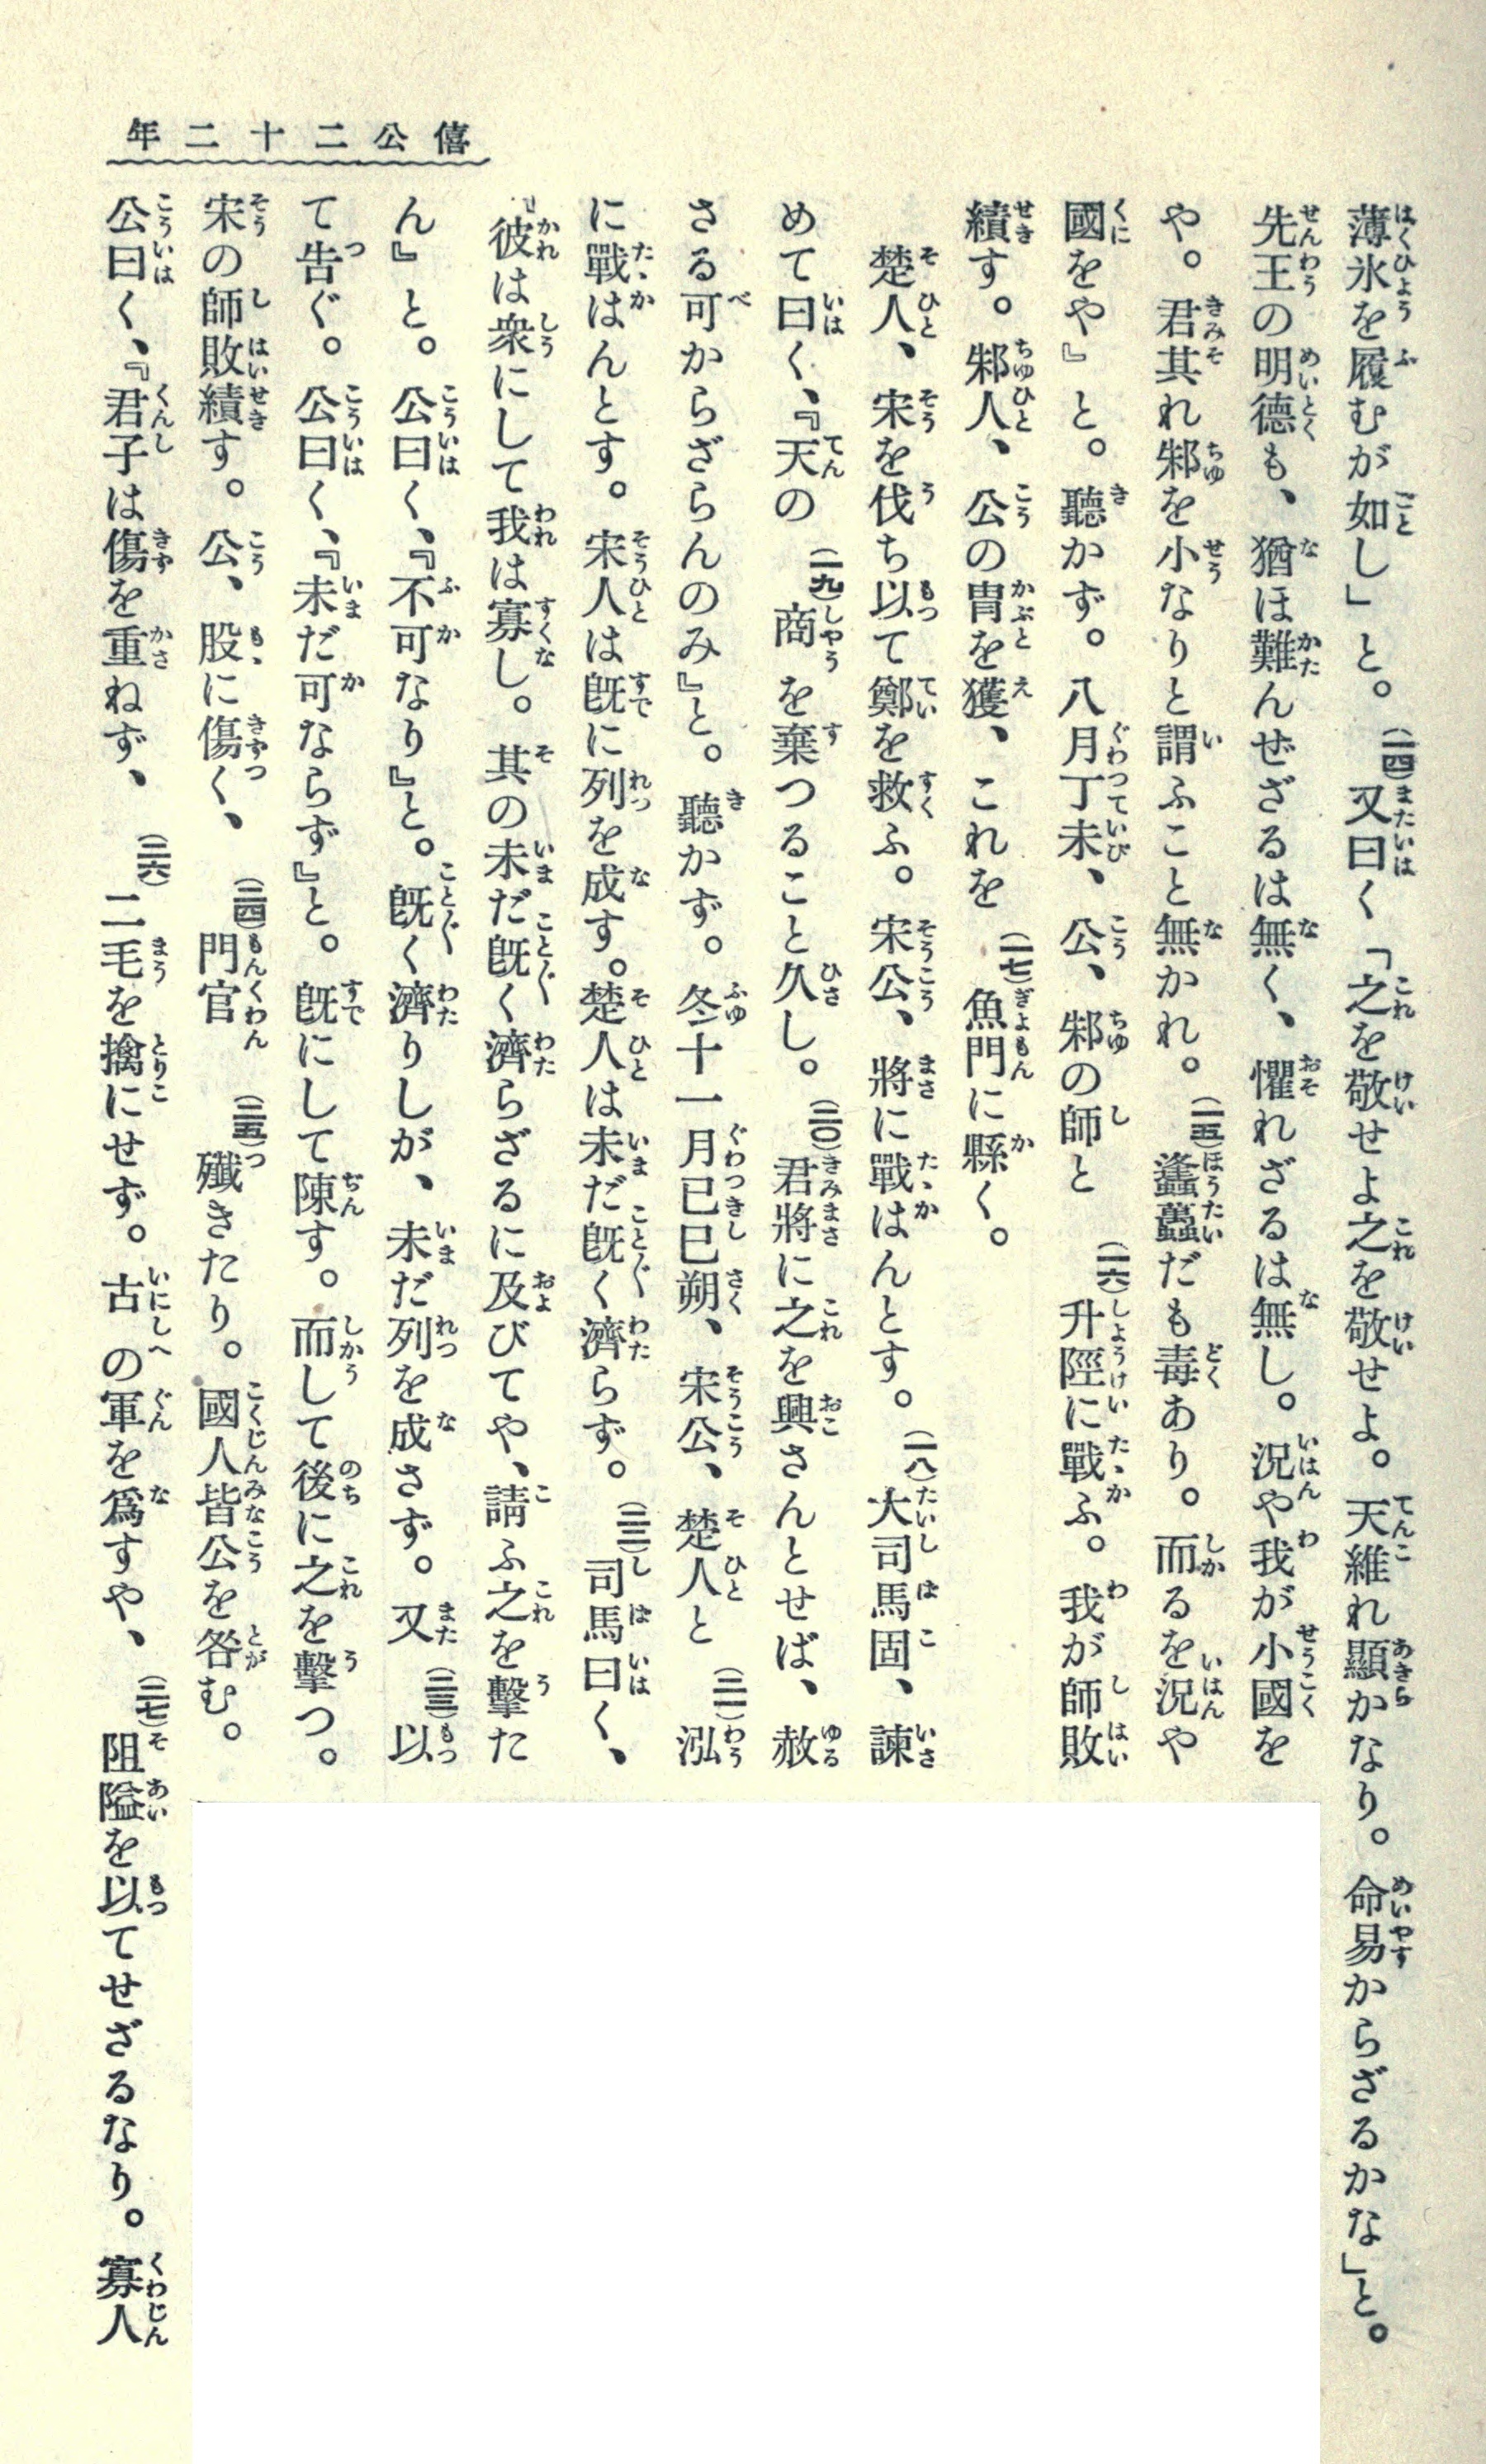 僖公二十二年
薄氷を履むが如し」と。(一四)又曰く「之を敬せよ之を敬せよ。天維れ顯かなり。命易からざるかな」と。
先王の明德も、猶ほ難んぜざるは無く、懼れざるは無し。況や我が小國を
や。君其れ邾を小なりと謂ふこと無かれ。(一五)蠭蠆だも毒あり。而るを況や
國をや』と。聽かず。八月丁未、公、邾の師と(一六)升陘に戰ふ。我が師敗
績す。邾人、公の冑を獲、これを(一七)魚門に縣く。
楚人、宋を伐ち以て鄭を救ふ。宋公、將に戰はんとす。(一八)大司馬固、諫
めて曰く、『天の(一九)商を棄つること久し。(二〇)君將に之を興さんとせば、赦
さる可からざらんのみ』と。聽かず。冬十一月已巳朔、宋公、楚人と(二一)泓
に戰はんとす。宋人は既に列を成す。楚人は未だ既く濟らず。(二二)司馬曰く、
『彼は衆にして我は寡し。其の未だ既く濟らざるに及びてや、請ふ之を擊た
ん』と。公曰く、『不可なり』と。既く濟りしが、未だ列を成さず。又(二三)以
て告ぐ。公曰く、『未だ可ならず』と。既にして陳す。而して後に之を擊つ。
宋の師敗績す。公、股に傷く、(二四)門官(二五)殲きたり。國人皆公を咎む。
公曰く、『君子は傷を重ねず、(二六)二毛を擒にせず。古の軍を爲すや、(二七)阻隘を以てせざるなり。寡人